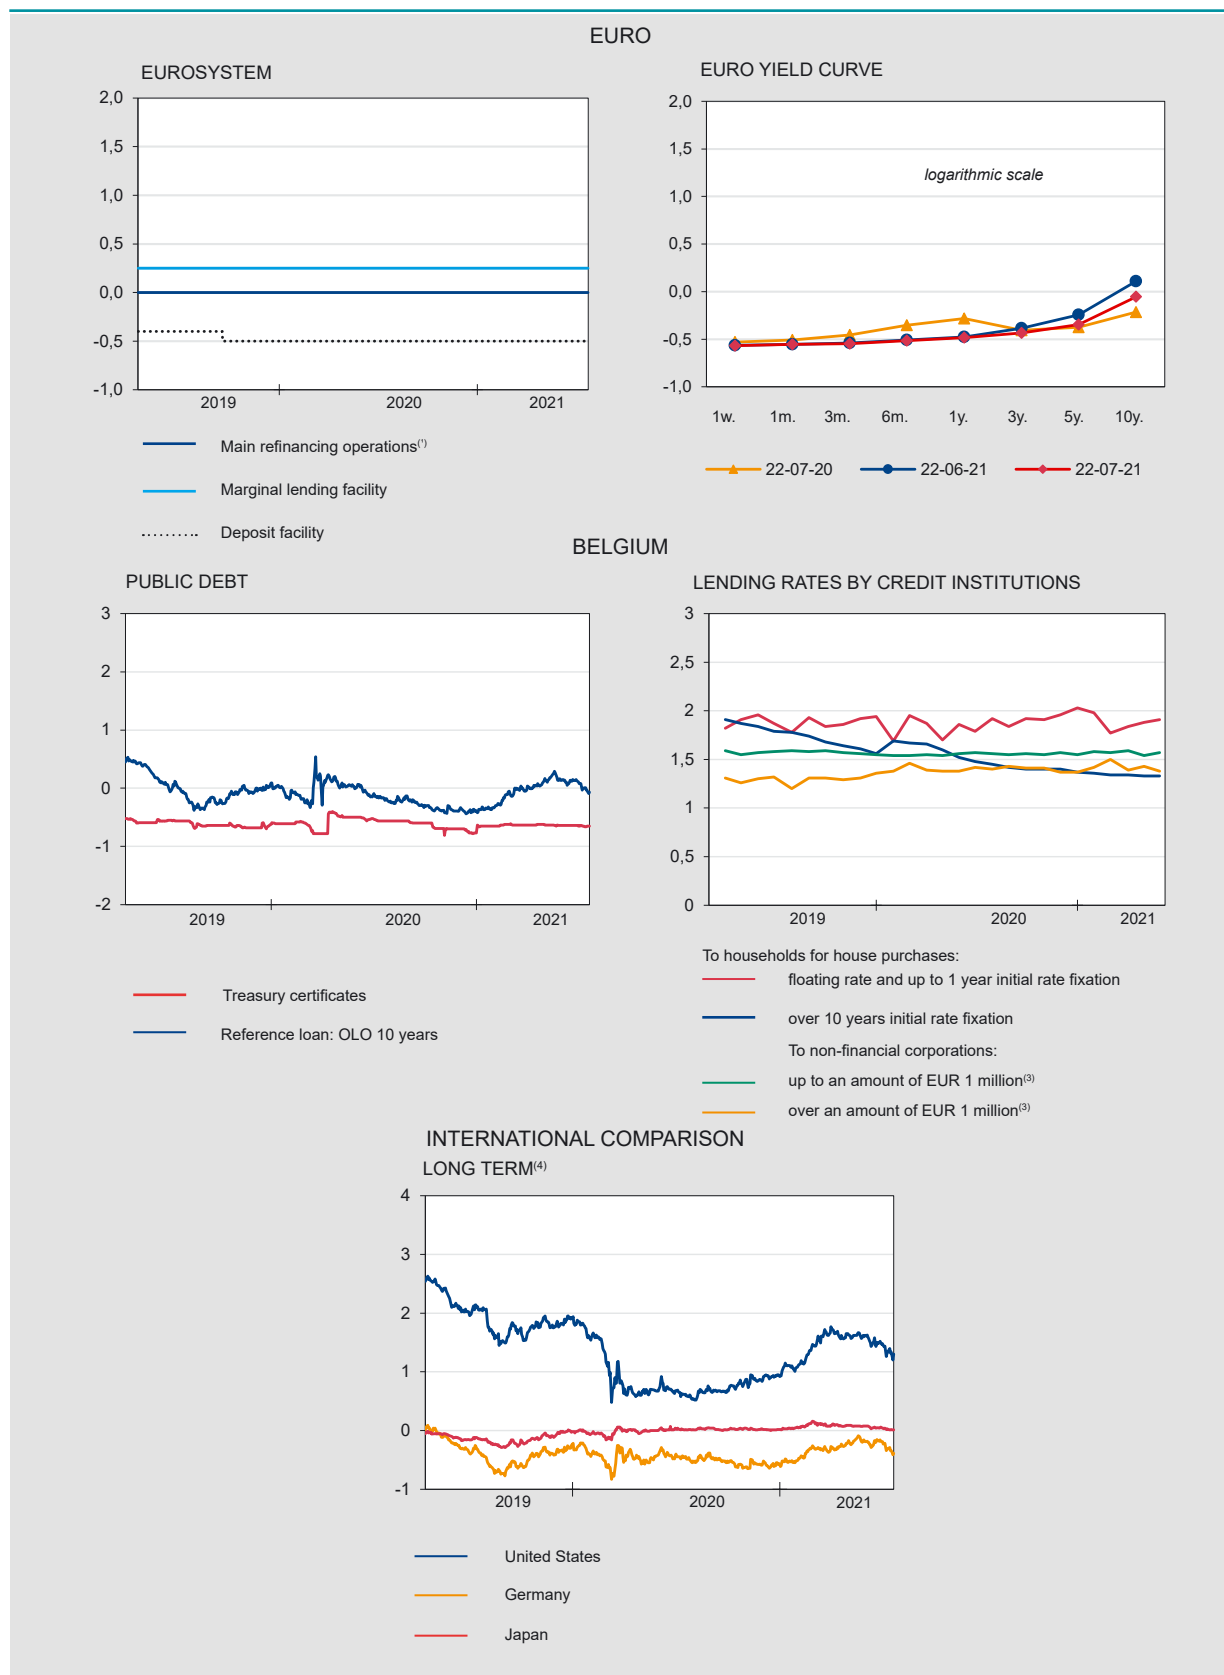 EURO
EUROSYSTEM
2,0
1,5
1,0
0,5
0,0
-0,5
-1,0
2019 2020 2021
Main refinancing operations(¹)
Marginal lending facility
Deposit facility
EURO YIELD CURVE
2,0
1,5
1,0
0,5
0,0
-0,5
-1,0
logarithmic scale
1w. 1m. 3m. 6m. 1y. 3y. 5y. 10y.
22-07-20 22-06-21 22-07-21
BELGIUM
PUBLIC DEBT
3
2
1
0
-1
-2
2019 2020 2021
Treasury certificates
Reference loan: OLO 10 years
LENDING RATES BY CREDIT INSTITUTIONS
3
2,5
2
1,5
1
0,5
0
2019 2020 2021
To households for house purchases:
floating rate and up to 1 year initial rate fixation
over 10 years initial rate fixation
To non-financial corporations:
up to an amount of EUR 1 million(3)
over an amount of EUR 1 million(3)
INTERNATIONAL COMPARISON
LONG TERM(4)
4
3
2
1
0
-1
2019 2020 2021
United States
Germany
Japan